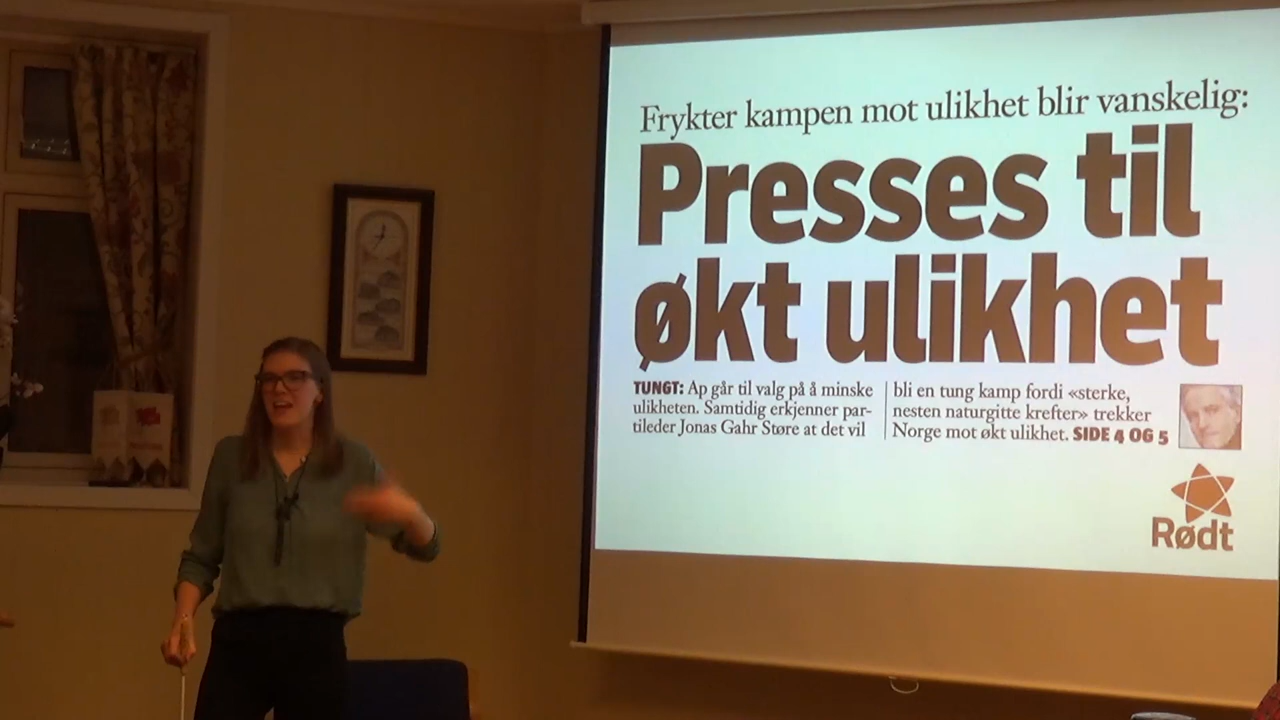 Frykter kampen mot ulikhet blir vanskelig:
Presses til
økt ulikhet
TUNGT: Ap går til valg på å minske
ulikheten. Samtidig erkjenner par-
tileder Jonas Gahr Støre at det vil
bli en tung kamp fordi «sterke,
nesten naturgitte krefter» trekker
Norge mot økt ulikhet. SIDE 4 OG 5
Rødt